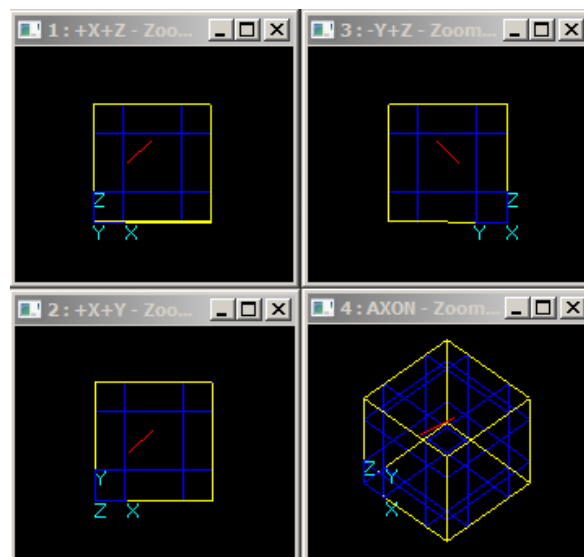 1 : +X+Z - Zoo...
Z
Y X
3: -Y+Z - Zoom...
Z
Y X
2 : +X+Y - Zoo...
Y
Z X
4: AXON - Zoom...
Z Y
X